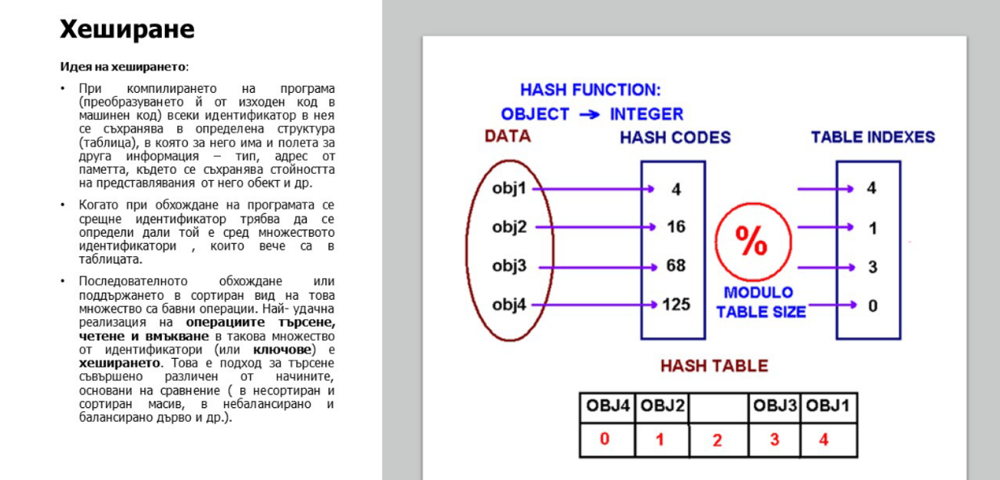 Хеширане
Идея на хеширането:
• При компилирането на програма
(преобразуването й от изходен код в
машинен код) всеки идентификатор в нея
се съхранява в определена структура
(таблица), в която за него има и полета за
друга информация – тип, адрес от
паметта, където се съхранява стойността
на представлявания от него обект и др.
• Когато при обхождане на програмата се
срещне идентификатор трябва да се
определи дали той е сред множеството
идентификатори , които вече са в
таблицата.
• Последователното обхождане или
поддържането в сортиран вид на това
множество са бавни операции. Най- удачна
реализация на операциите търсене,
четене и вмъкване в такова множество
от идентификатори (или ключове) е
хеширането. Това е подход за търсене
съвършено различен от начините,
основани на сравнение ( в несортиран и
сортиран масив, в небалансирано и
балансирано дърво и др.).
HASH FUNCTION:
OBJECT → INTEGER
DATA HASH CODES TABLE INDEXES
obj1 4 4
obj2 16 1
%
obj3 68 3
MODULO
obj4 125 0
TABLE SIZE
HASH TABLE
OBJ4 OBJ2 OBJ3 OBJ1
0 1 2 3 4